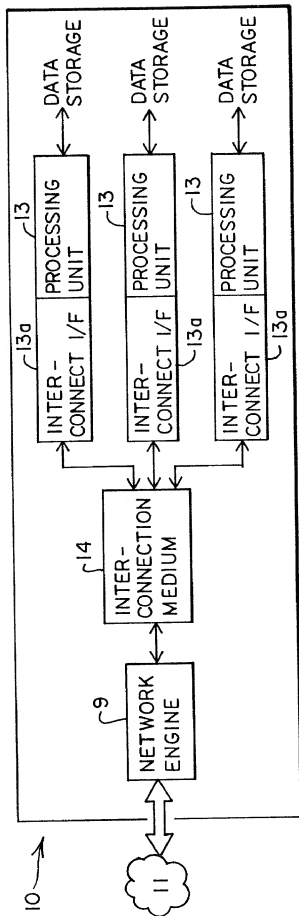 10
11
9
NETWORK
ENGINE
14
INTER-
CONNECTION
MEDIUM
13a
13
INTER-
CONNECT I/F
PROCESSING
UNIT
DATA
STORAGE
13a
13
INTER-
CONNECT I/F
PROCESSING
UNIT
DATA
STORAGE
13a
13
INTER-
CONNECT I/F
PROCESSING
UNIT
DATA
STORAGE